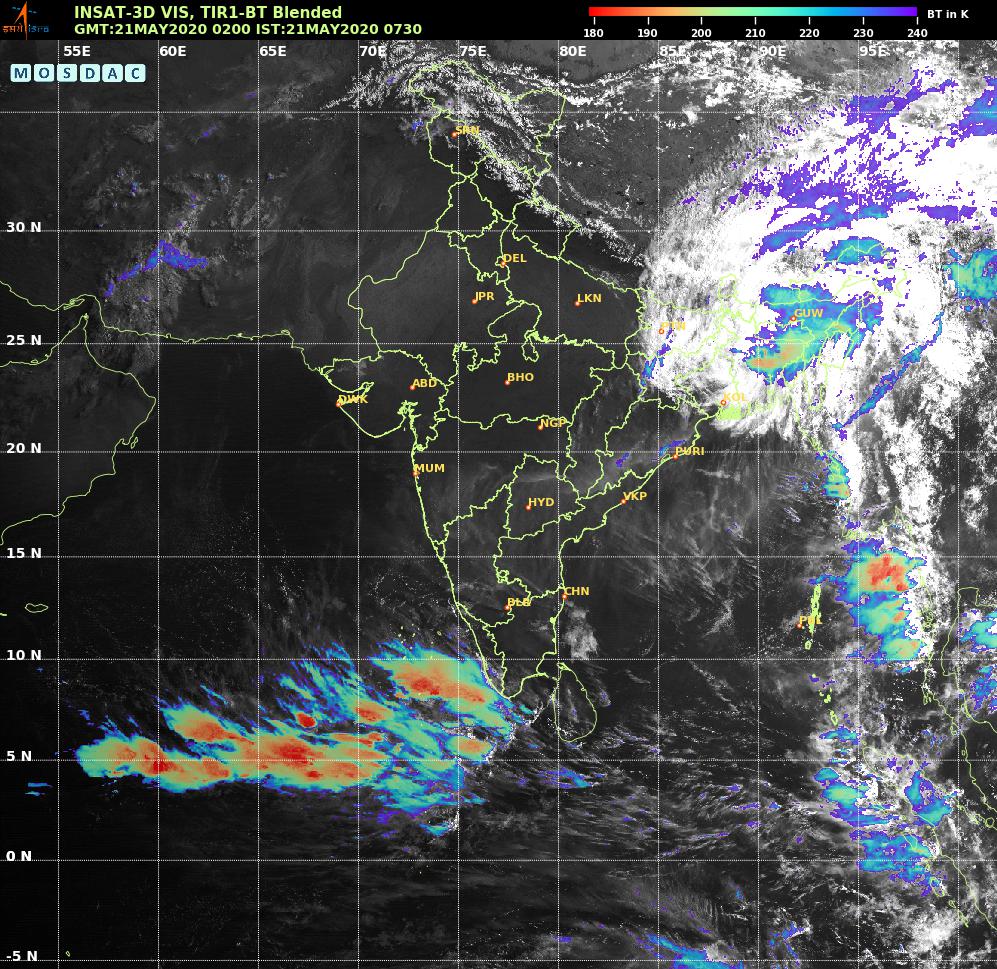 INSAT-3D VIS, TIR1-BT Blended
GMT:21MAY2020 0200 IST:21MAY2020 0730
BT in K
180 190 200 210 220 230 240
55E 60E 65E 70E 75E 80E 85E 90E 95E
MOSDAC
SRN
30 N
DEL
JPR
LKN
GUW
PTN
25 N
ABD
BHO
DWK
KOL
NGP
20 N
PURI
MUM
HYD
VKP
15 N
BLR
CHN
PBL
10 N
5 N
0 N
-5 N